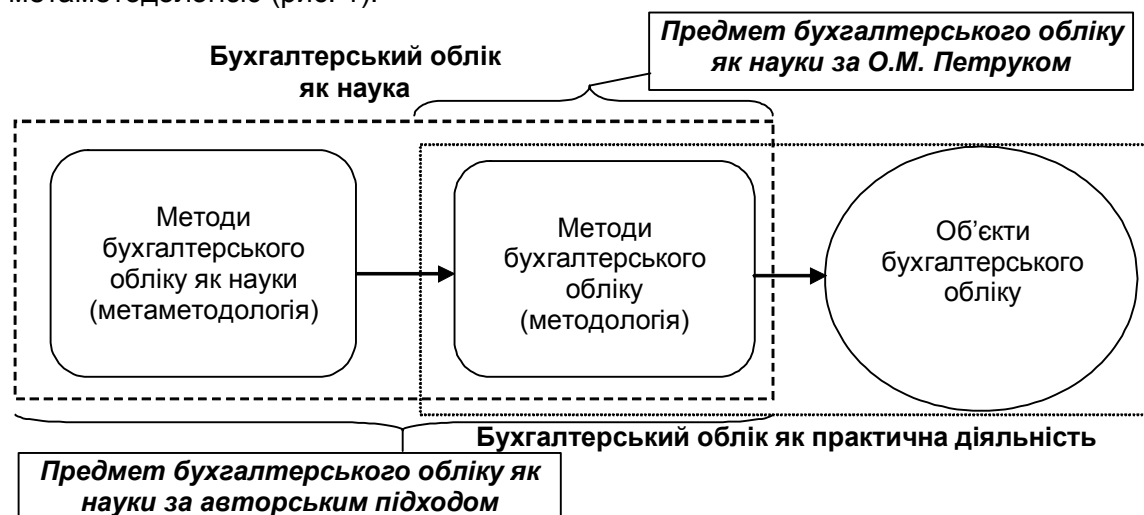 метаметодологією (рис. 1).
Предмет бухгалтерського обліку
як науки за О.М. Петруком
Бухгалтерський облік
як наука
Методи
бухгалтерського
обліку як науки
(метаметодологія)
Методи
бухгалтерського
обліку
(методологія)
Об’єкти
бухгалтерського
обліку
Бухгалтерський облік як практична діяльність
Предмет бухгалтерського обліку як
науки за авторським підходом